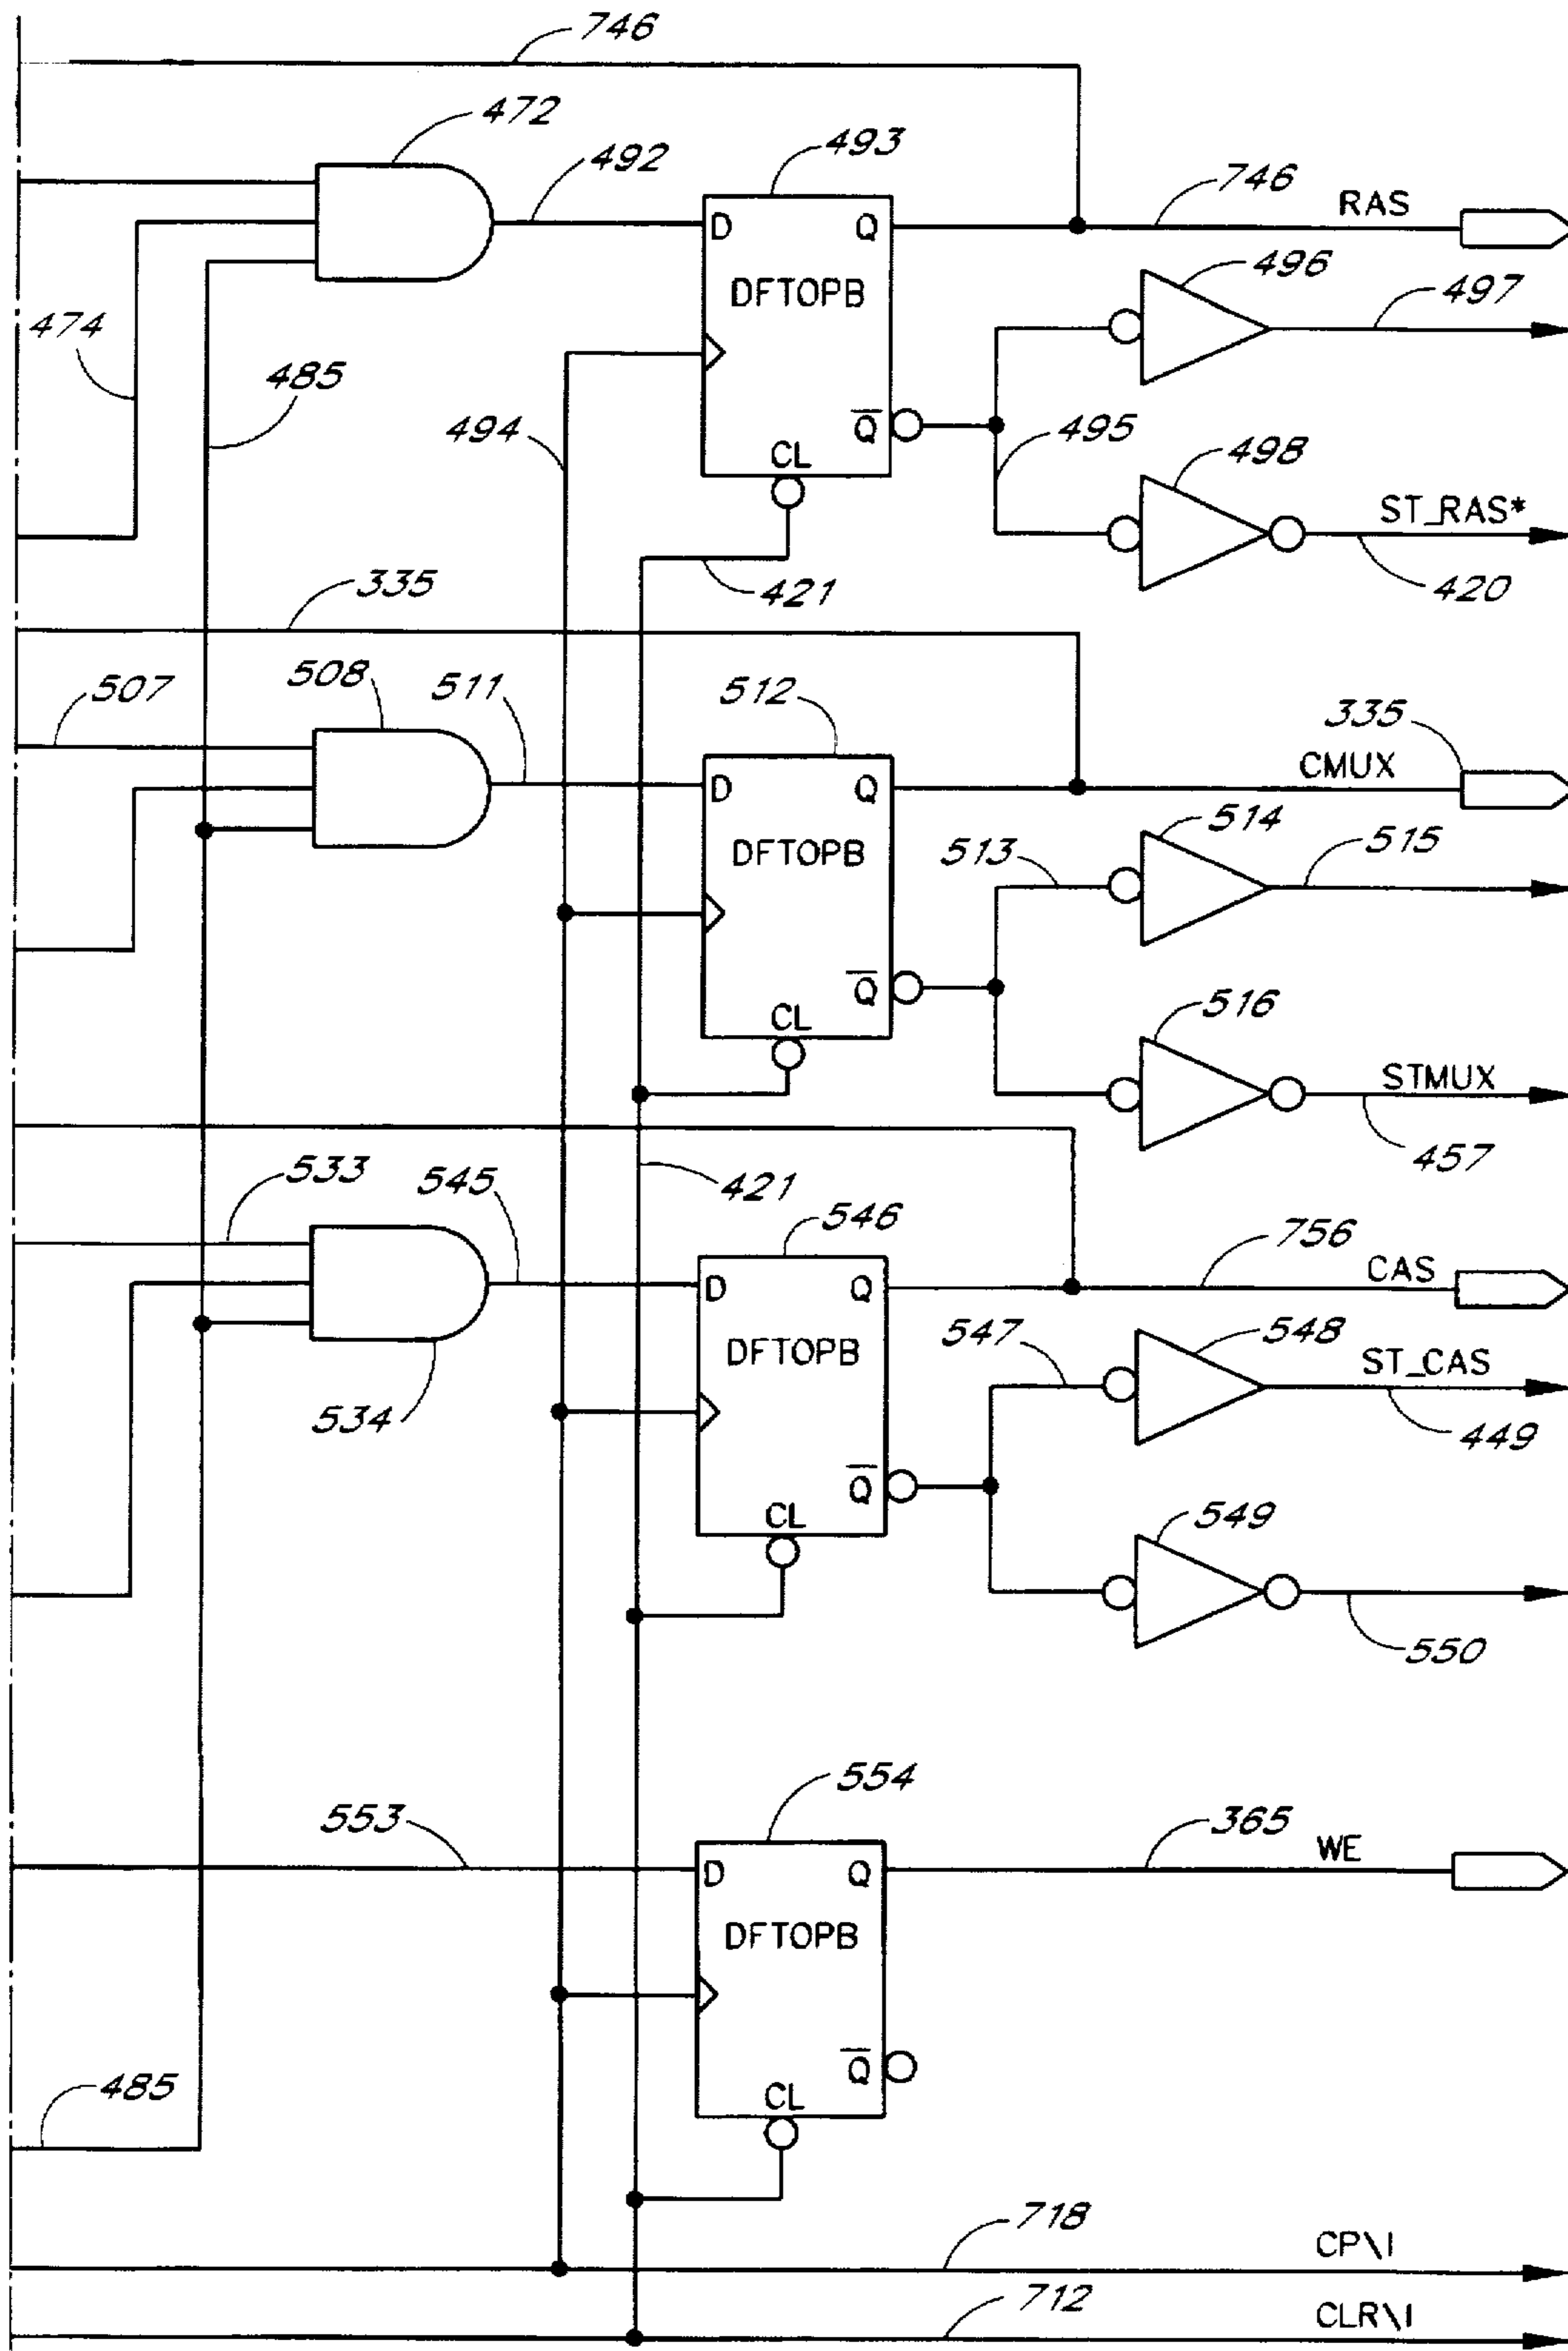 746
472
492
493
746
RAS
D
Q
496
497
DFTOPB
474
485
494
Q
495
498
CL
ST_RAS*
421
420
335
507
508
511
512
335
CMUX
D
Q
514
515
DFTOPB
513
Q
516
CL
STMUX
457
533
545
421
546
756
CAS
D
Q
547
548
ST_CAS
DFTOPB
534
449
Q
549
CL
550
554
553
365
WE
D
Q
DFTOPB
Q
485
CL
718
CP\I
712
CLR\I